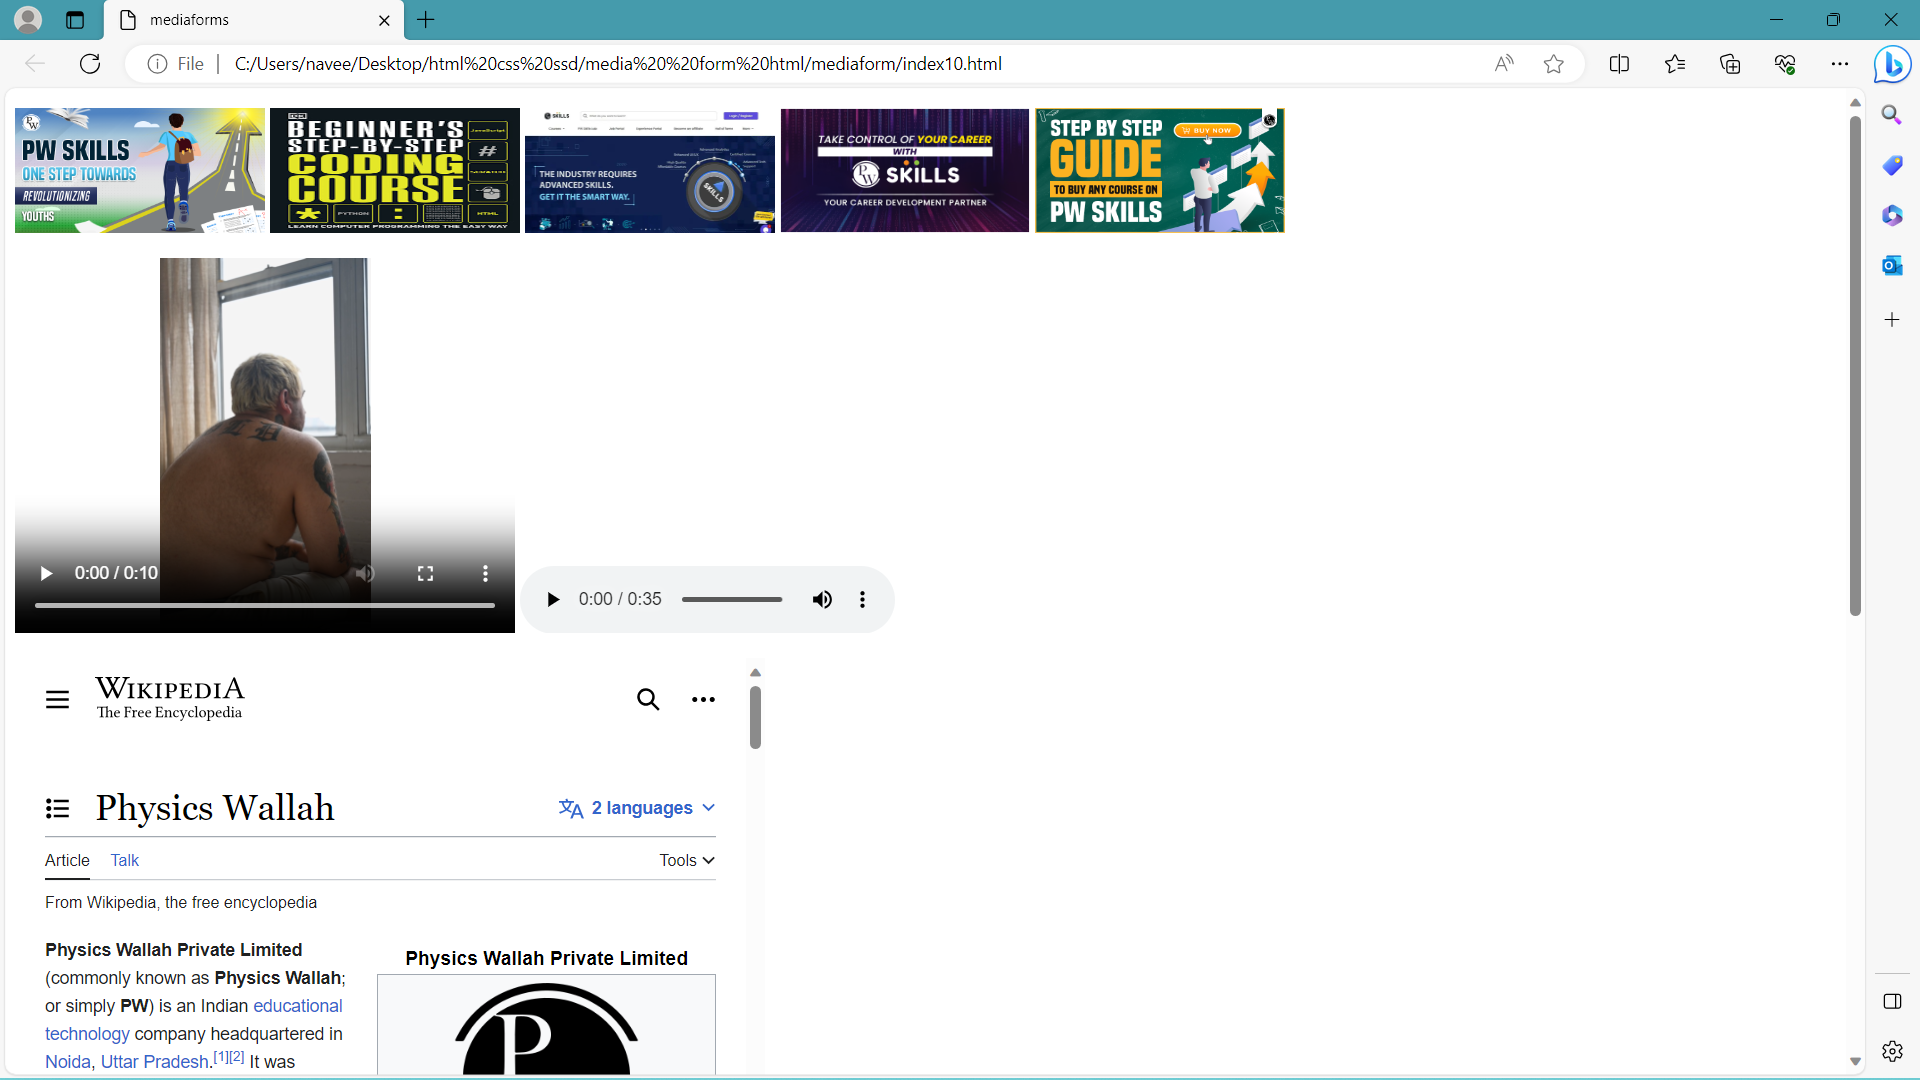 mediaforms
File
C:/Users/navee/Desktop/html%20css%20ssd/media%20%20form%20html/mediaform/index10.html
PW SKILLS
ONE STEP TOWARDS
REVOLUTIONIZING
YOUTHS
BEGINNER'S
STEP-BY-STEP
CODING
COURSE
JavaScript
#
PYTHON
:
HTML
LEARN COMPUTER PROGRAMMING THE EASY WAY
SKILLS
THE INDUSTRY REQUIRES
ADVANCED SKILLS.
GET IT THE SMART WAY.
SKILLS
TAKE CONTROL OF YOUR CAREER
WITH
PW SKILLS
YOUR CAREER DEVELOPMENT PARTNER
STEP BY STEP
BUY NOW
GUIDE
TO BUY ANY COURSE ON
PW SKILLS
0:00 / 0:10
0:00 / 0:35
WIKIPEDIA
The Free Encyclopedia
Physics Wallah
2 languages
Article Talk
Tools
From Wikipedia, the free encyclopedia
Physics Wallah Private Limited
(commonly known as Physics Wallah;
or simply PW) is an Indian educational
technology company headquartered in
Noida, Uttar Pradesh.[1][2] It was
Physics Wallah Private Limited
P